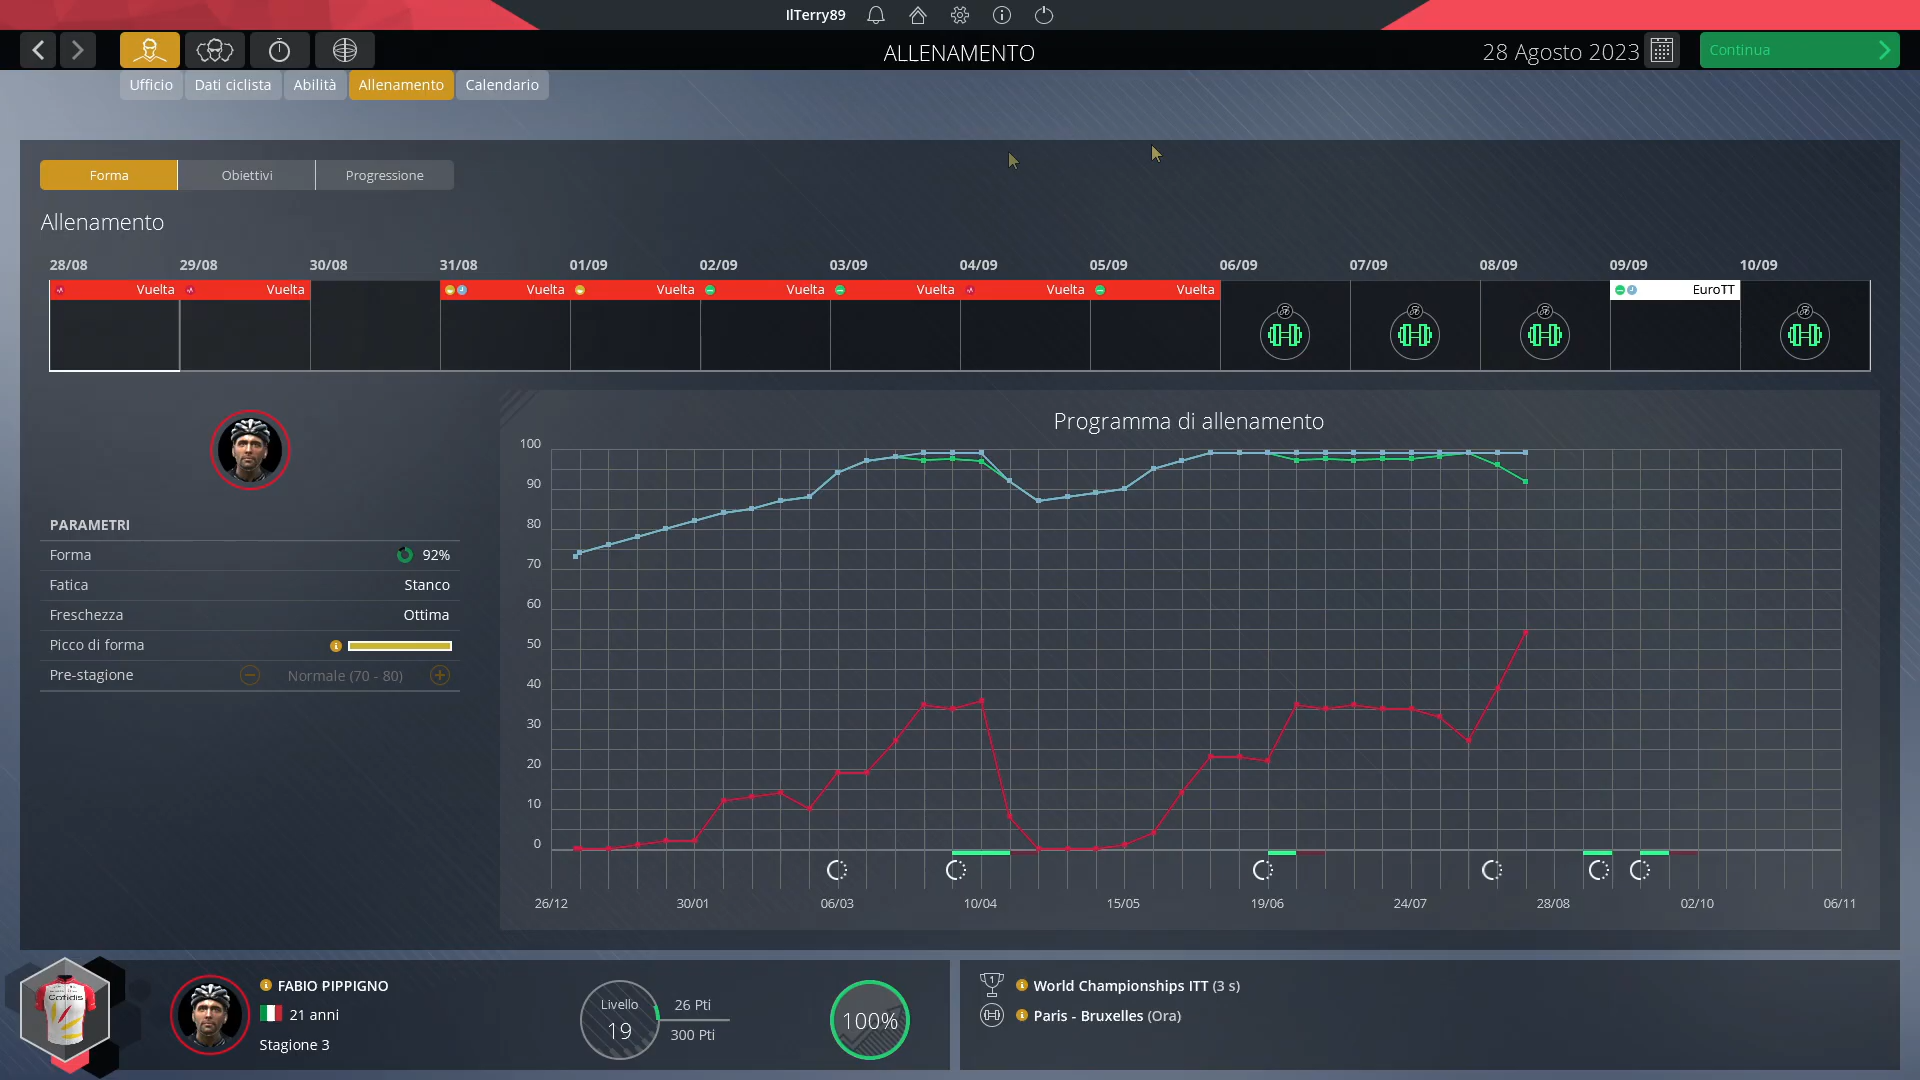 IlTerry89
ALLENAMENTO
28 Agosto 2023
Continua
Ufficio
Dati ciclista
Abilità
Allenamento
Calendario
Forma
Obiettivi
Progressione
Allenamento
28/08 29/08 30/08 31/08 01/09 02/09 03/09 04/09 05/09 06/09 07/09 08/09 09/09 10/09
Vuelta Vuelta Vuelta Vuelta Vuelta Vuelta Vuelta Vuelta EuroTT
Programma di allenamento
100
90
80
70
60
50
40
30
20
10
0
26/12 30/01 06/03 10/04 15/05 19/06 24/07 28/08 02/10 06/11
PARAMETRI
Forma 92%
Fatica Stanco
Freschezza Ottima
Picco di forma
Pre-stagione Normale (70 - 80)
Cofidis
FABIO PIPPIGNO
21 anni
Stagione 3
Livello
19
26 Pti
300 Pti
100%
1
World Championships ITT (3 s)
Paris - Bruxelles (Ora)